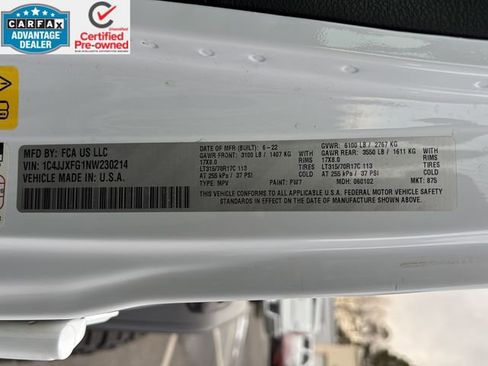 SHOW ME THE
CARFAX
ADVANTAGE
DEALER
CARFAX
Certified
Pre-owned
MFD BY: FCA US LLC
VIN: 1C4JJXFG1NW230214
VEHICLE MADE IN: U.S.A.
DATE OF MFR (BUILT): 6-22 GVWR: 6100 LB / 2767 KG
GAWR FRONT: 3100 LB / 1407 KG WITH GAWR REAR: 3550 LB / 1611 KG WITH
17X8.0 RIMS 17X8.0 RIMS
LT315/70R17C 113 TIRES LT315/70R17C 113 TIRES
AT 255 kPa / 37 PSI AT 255 kPa / 37 PSI
TYPE: MPV PAINT: PW7 MDH: 060102 MKT: 875
THIS VEHICLE CONFORMS TO ALL APPLICABLE U.S.A. FEDERAL MOTOR VEHICLE SAFETY
STANDARDS IN EFFECT ON THE DATE OF MANUFACTURE SHOWN ABOVE.